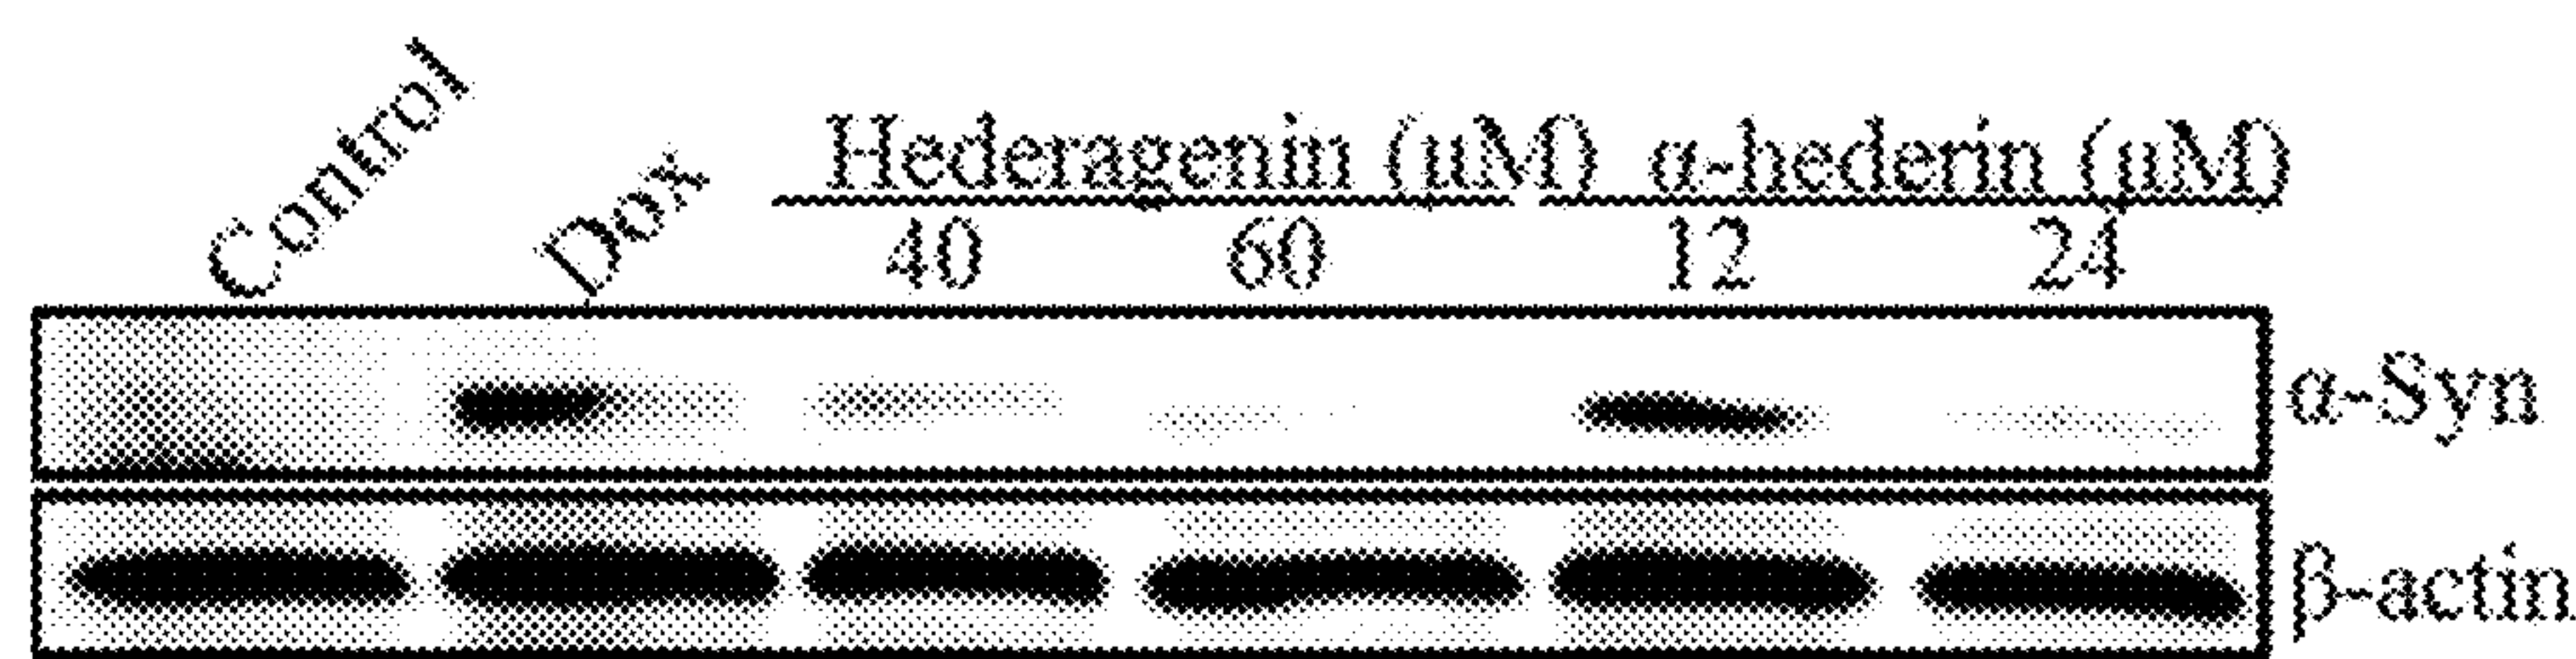 Control
Dox
Hederagenin (μM) α-hederin (μM)
40 60 12 24
α-Syn
β-actin